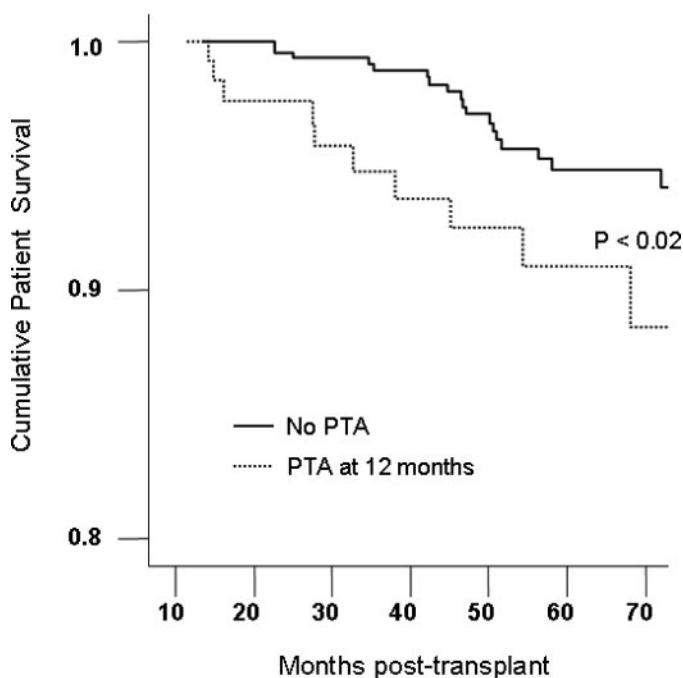 Cumulative Patient Survival
1.0
0.9
0.8
P < 0.02
No PTA
PTA at 12 months
10 20 30 40 50 60 70
Months post-transplant